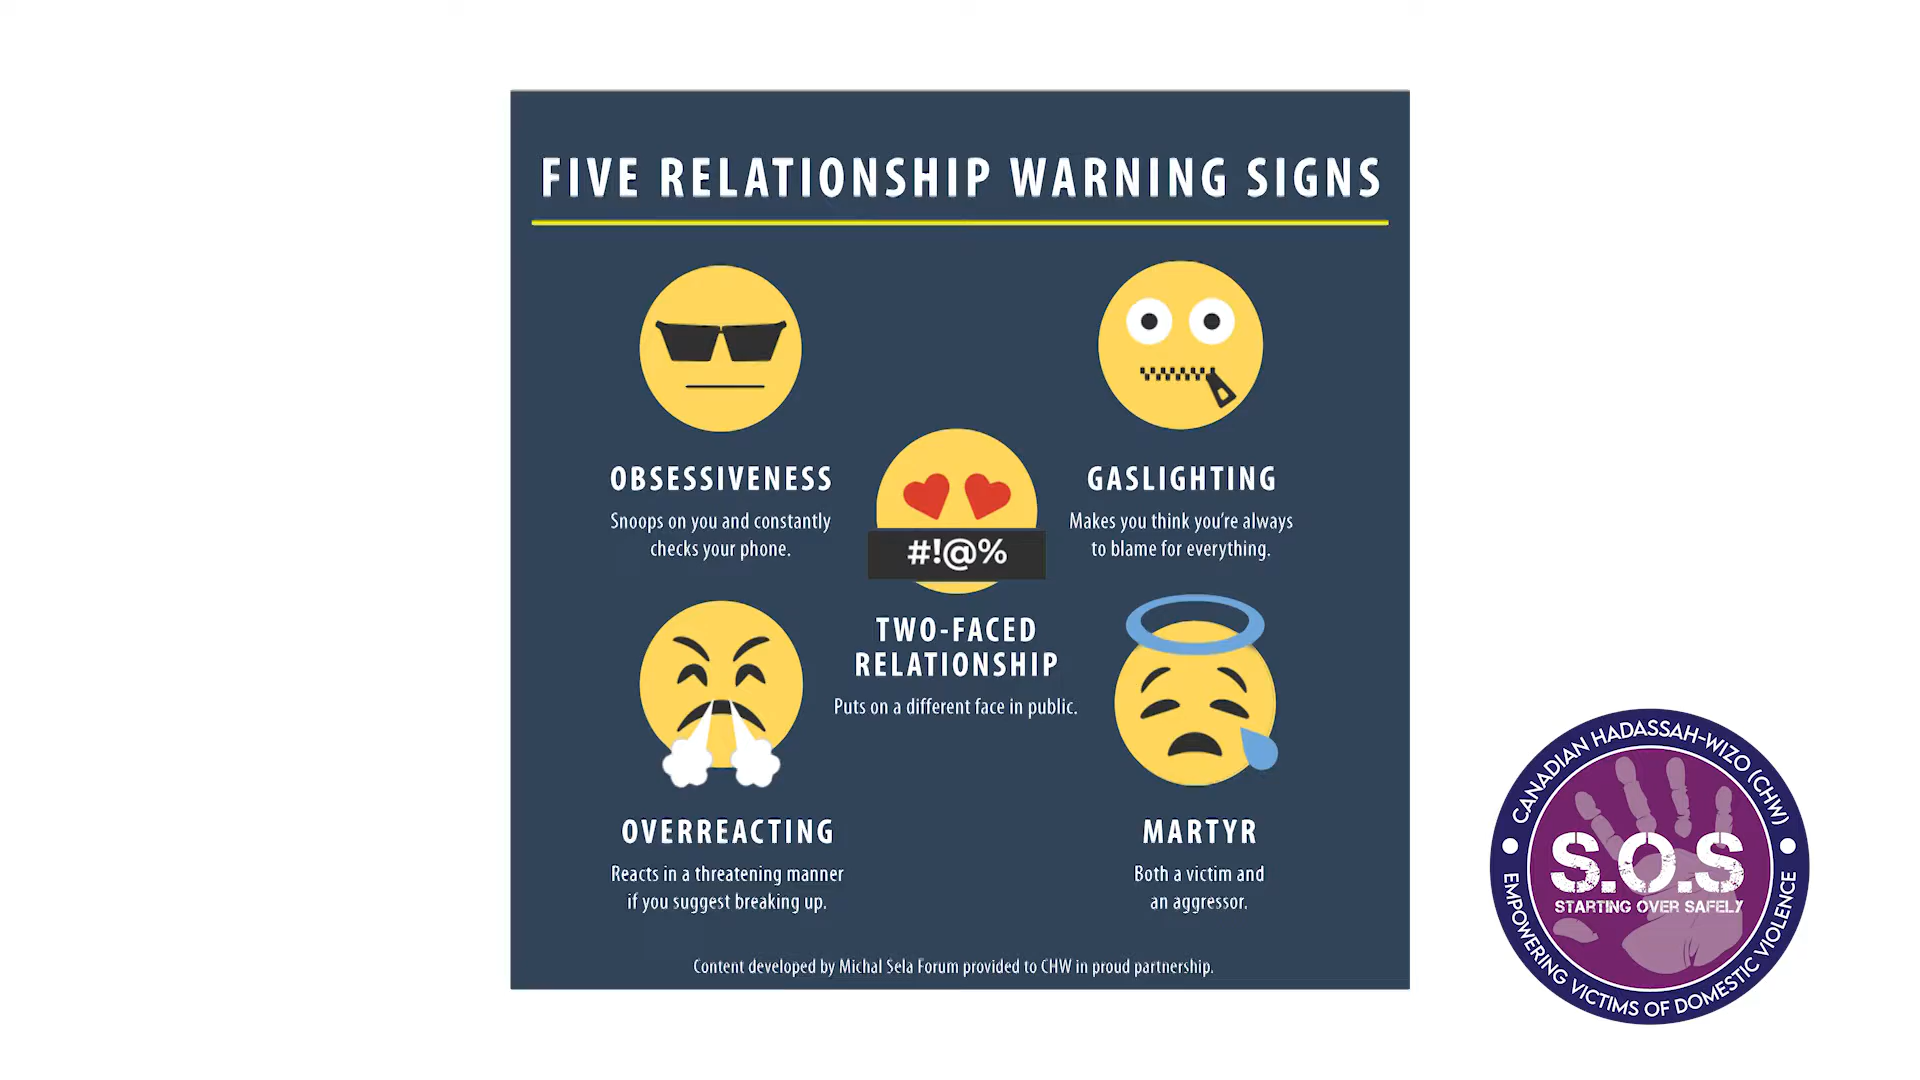 FIVE RELATIONSHIP WARNING SIGNS
OBSESSIVENESS
Snoops on you and constantly
checks your phone.
GASLIGHTING
Makes you think you're always
to blame for everything.
#!@%
TWO-FACED
RELATIONSHIP
Puts on a different face in public.
OVERREACTING
Reacts in a threatening manner
if you suggest breaking up.
MARTYR
Both a victim and
an aggressor.
Content developed by Michal Sela Forum provided to CHW in proud partnership.
CANADIAN HADASSAH-WIZO (CHW)
S.O.S
STARTING OVER SAFELY
EMPOWERING VICTIMS OF DOMESTIC VIOLENCE